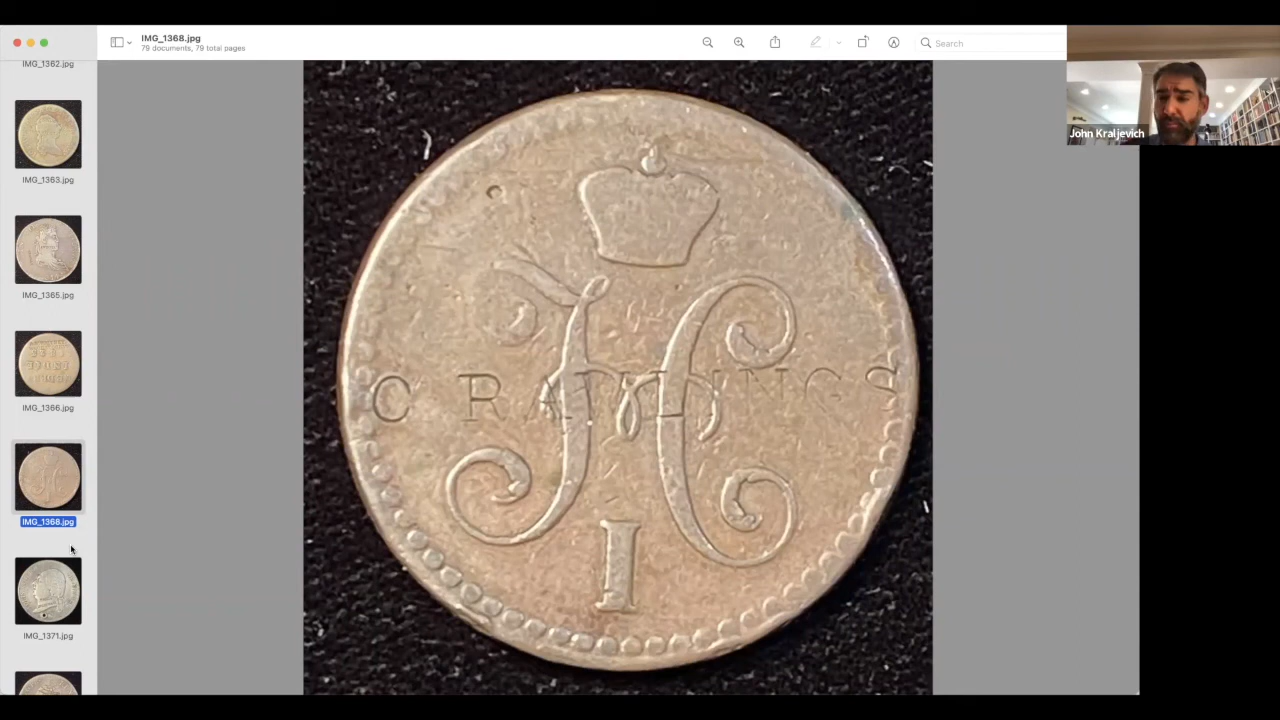 IMG_1368.jpg
79 documents, 79 total pages
Search
John Kraljevich
IMG_1362.jpg
IMG_1363.jpg
IMG_1365.jpg
IMG_1366.jpg
IMG_1368.jpg
IMG_1371.jpg
C RAWLINGS
H
I